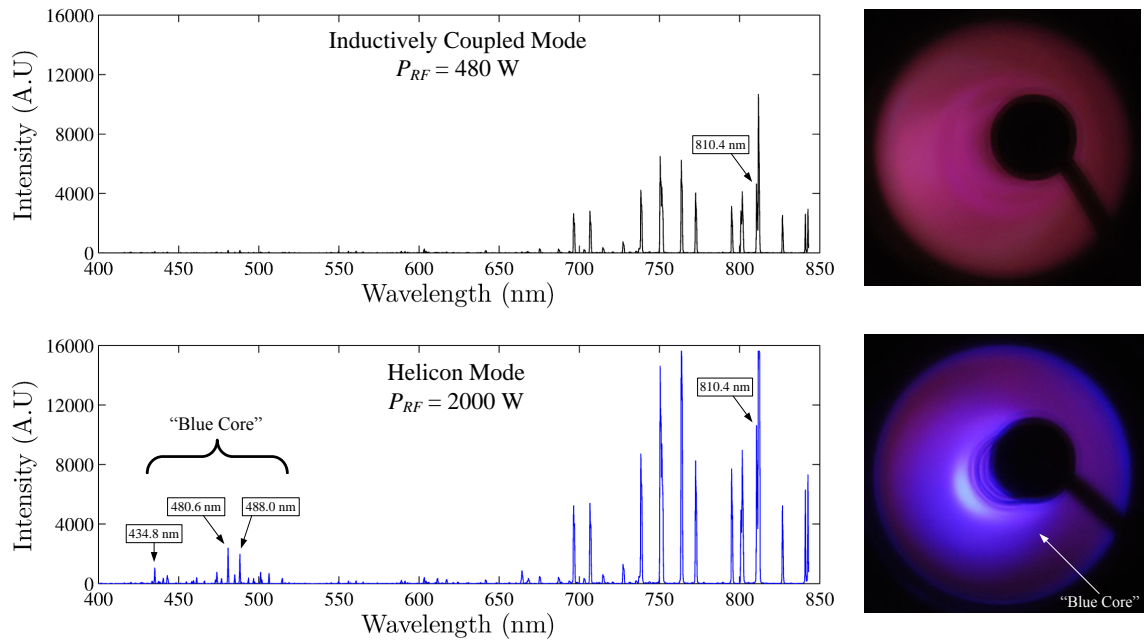 16000
12000
8000
4000
0
Intensity (A.U)
Inductively Coupled Mode
P_RF = 480 W
810.4 nm
400 450 500 550 600 650 700 750 800 850
Wavelength (nm)
16000
12000
8000
4000
0
Intensity (A.U)
Helicon Mode
P_RF = 2000 W
“Blue Core”
434.8 nm
480.6 nm
488.0 nm
810.4 nm
400 450 500 550 600 650 700 750 800 850
Wavelength (nm)
“Blue Core”